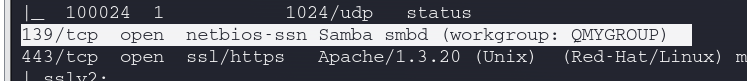 |_  100024  1          1024/udp   status
139/tcp  open  netbios-ssn Samba smbd (workgroup: QMYGROUP)
443/tcp  open  ssl/https   Apache/1.3.20 (Unix)  (Red-Hat/Linux) m
| sslv2: